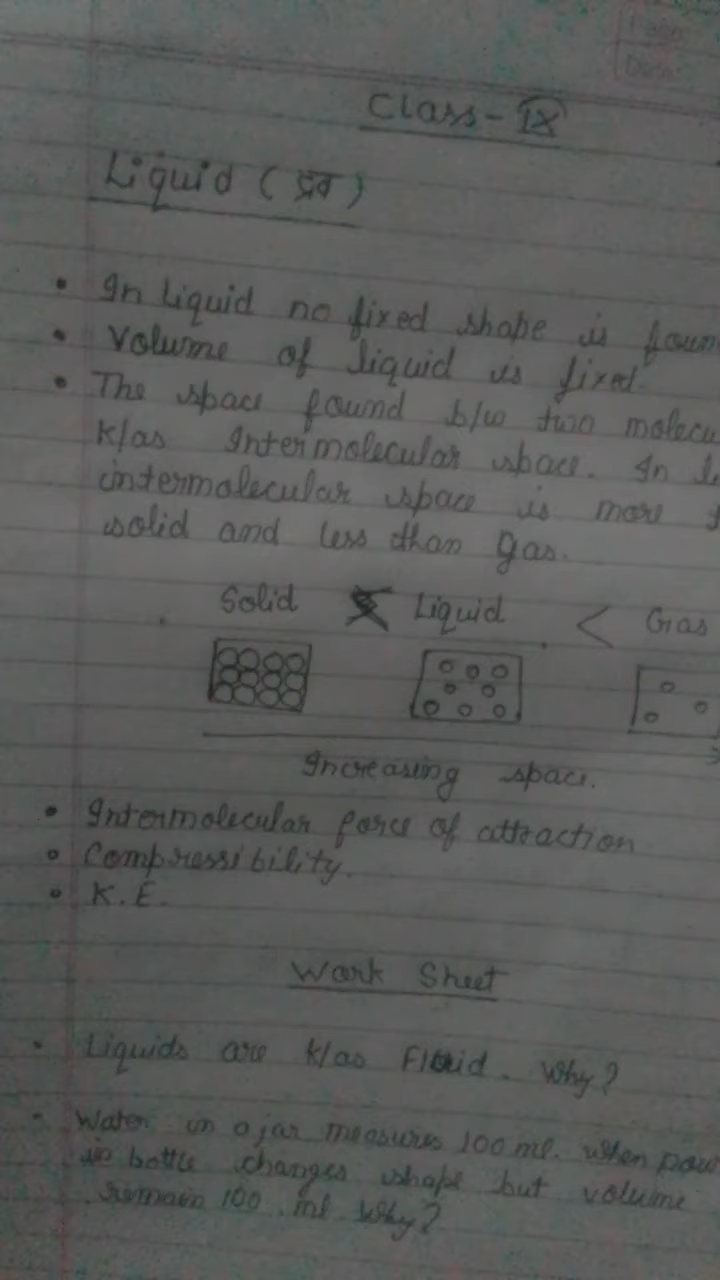 Page
Date
Class - IX
Liquid (द्रव)
• In Liquid no fixed shape is foun
• Volume of liquid is fixed.
• The space found b/w two molecu
k/as Intermolecular space. In
intermolecular space is more
solid and less than gas.
Solid Liquid < Gas
Increasing space.
• Intermolecular force of attraction
• Compressibility.
• K.E.
Work Sheet
• Liquids are k/as Fluid. Why?
• Water in a jar measures 100 ml. when pou
in bottle changes shape but volume
remain 100 ml. Why?